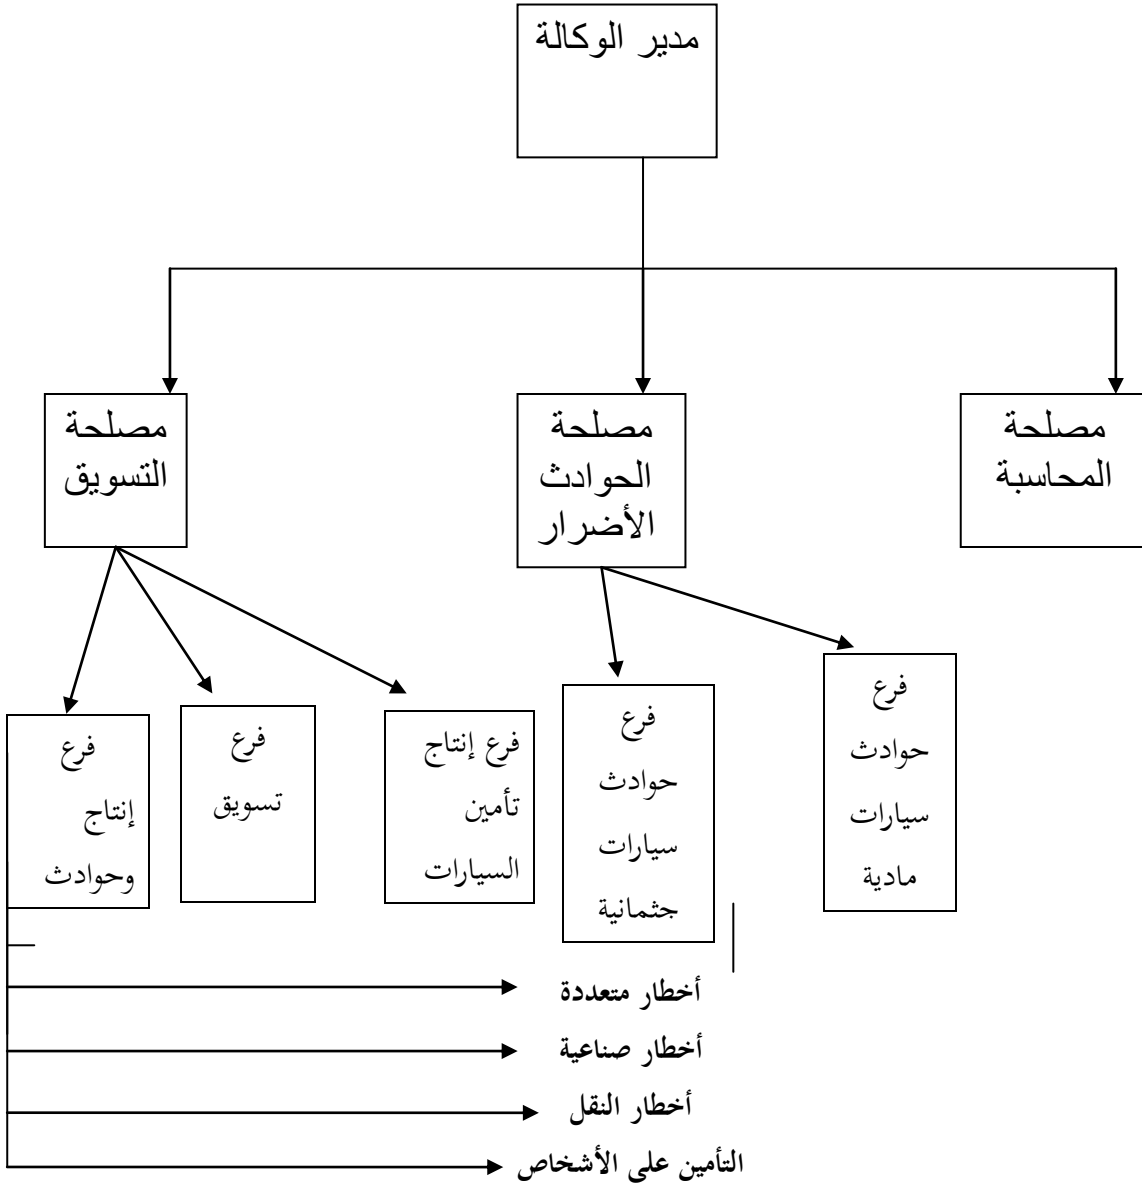 مدير الوكالة
مصلحة
المحاسبة
مصلحة
الحوادث
الأضرار
مصلحة
التسويق
فرع
حوادث
سيارات
مادية
فرع
حوادث
سيارات
جثمانية
فرع إنتاج
تأمين
السيارات
فرع
تسويق
فرع
إنتاج
وحوادث
أخطار متعددة
أخطار صناعية
أخطار النقل
التأمين على الأشخاص